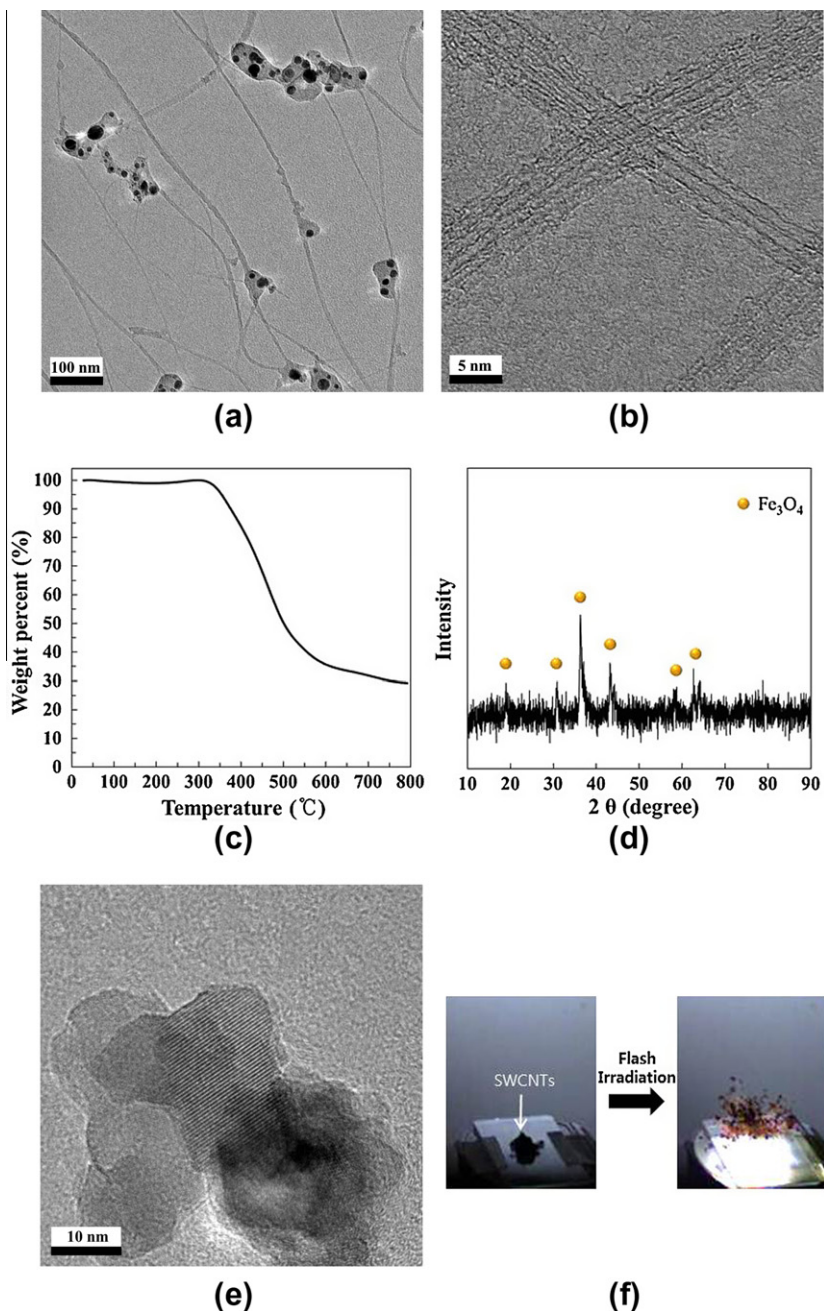 100 nm
5 nm
(a)
(b)
Weight percent (%)
100
90
80
70
60
50
40
30
20
10
0
0 100 200 300 400 500 600 700 800
Temperature (℃)
(c)
Intensity
Fe₃O₄
10 20 30 40 50 60 70 80 90
2 θ (degree)
(d)
10 nm
(e)
SWCNTs
Flash
Irradiation
(f)